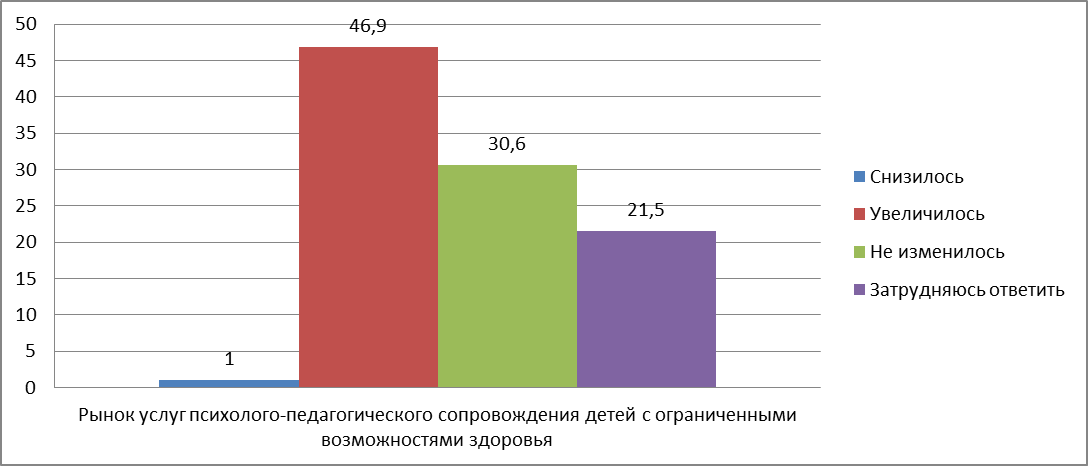 50
45
40
35
30
25
20
15
10
5
0
1
46,9
30,6
21,5
Рынок услуг психолого-педагогического сопровождения детей с ограниченными
возможностями здоровья
Снизилось
Увеличилось
Не изменилось
Затрудняюсь ответить